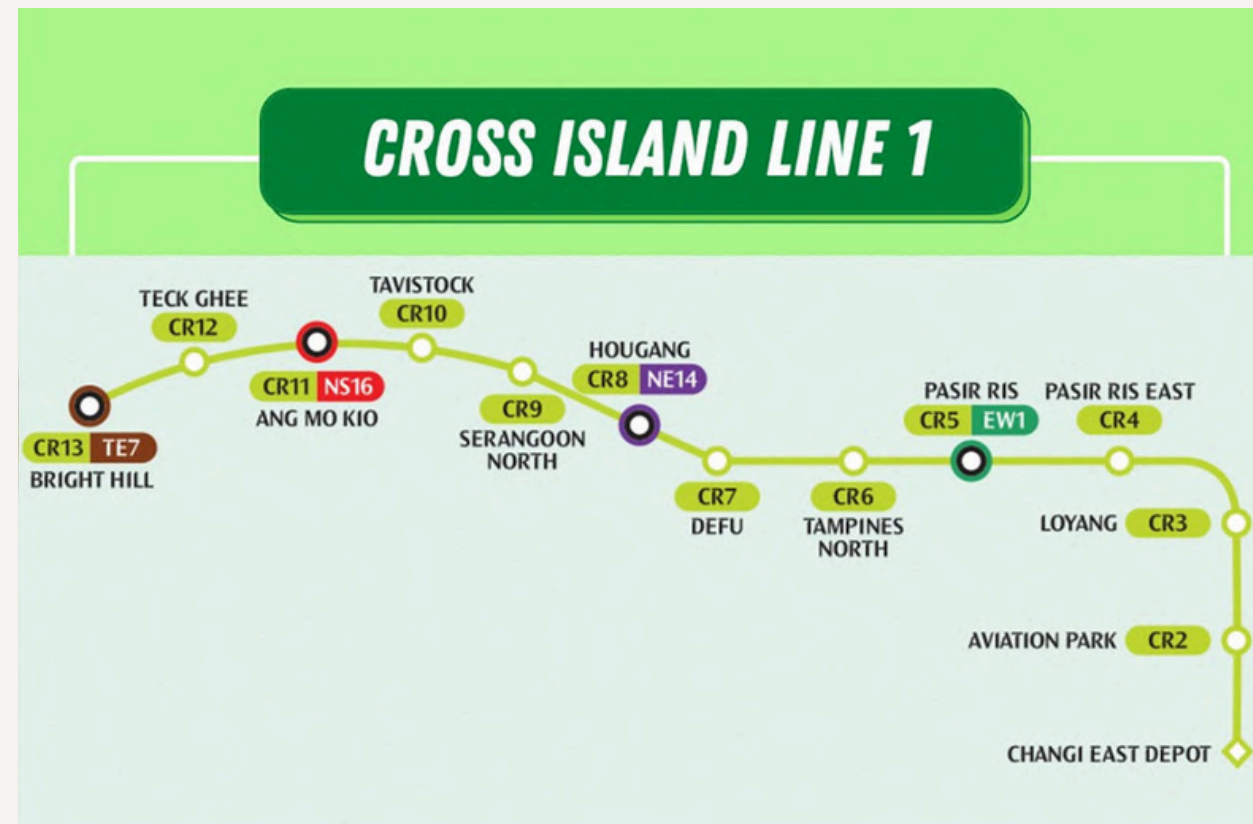 CROSS ISLAND LINE 1
TECK GHEE
CR12
TAVISTOCK
CR10
CR11 NS16
ANG MO KIO
HOUGANG
CR8 NE14
CR9
SERANGOON
NORTH
CR13 TE7
BRIGHT HILL
PASIR RIS
CR5 EW1
PASIR RIS EAST
CR4
CR7
DEFU
CR6
TAMPINES
NORTH
LOYANG CR3
AVIATION PARK CR2
CHANGI EAST DEPOT